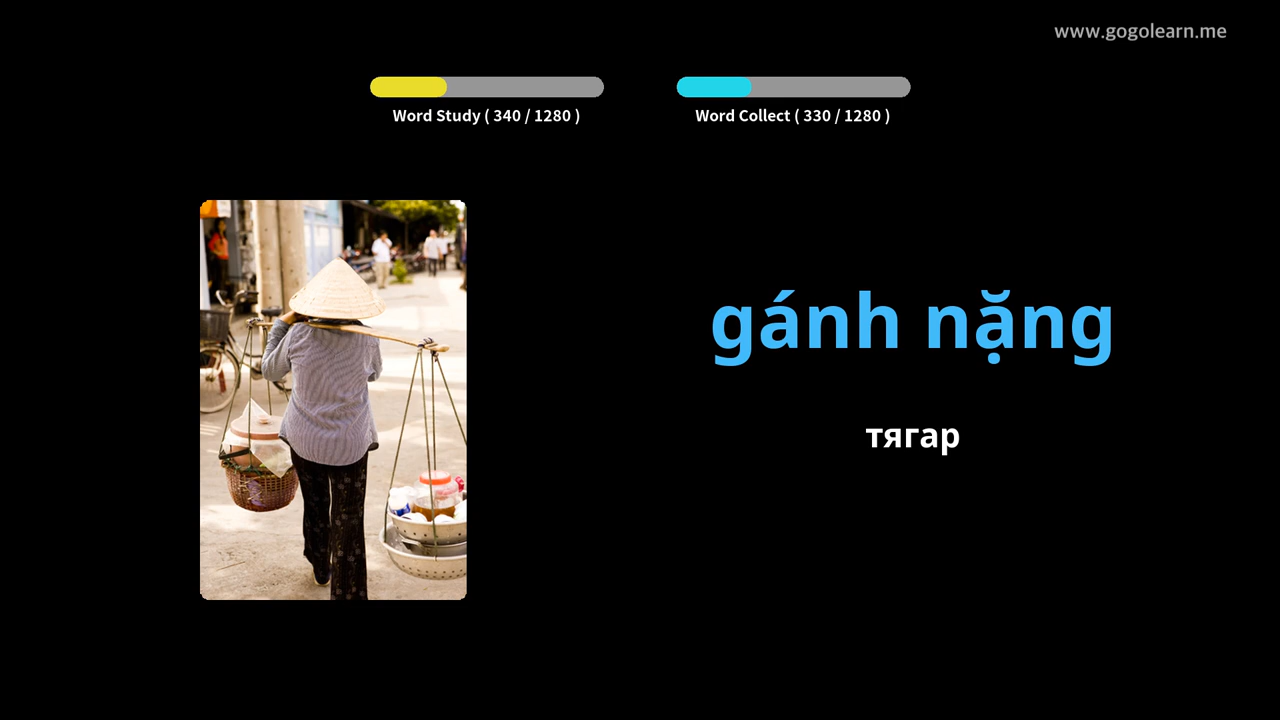 www.gogolearn.me
Word Study ( 340 / 1280 )
Word Collect ( 330 / 1280 )
gánh nặng
тягар